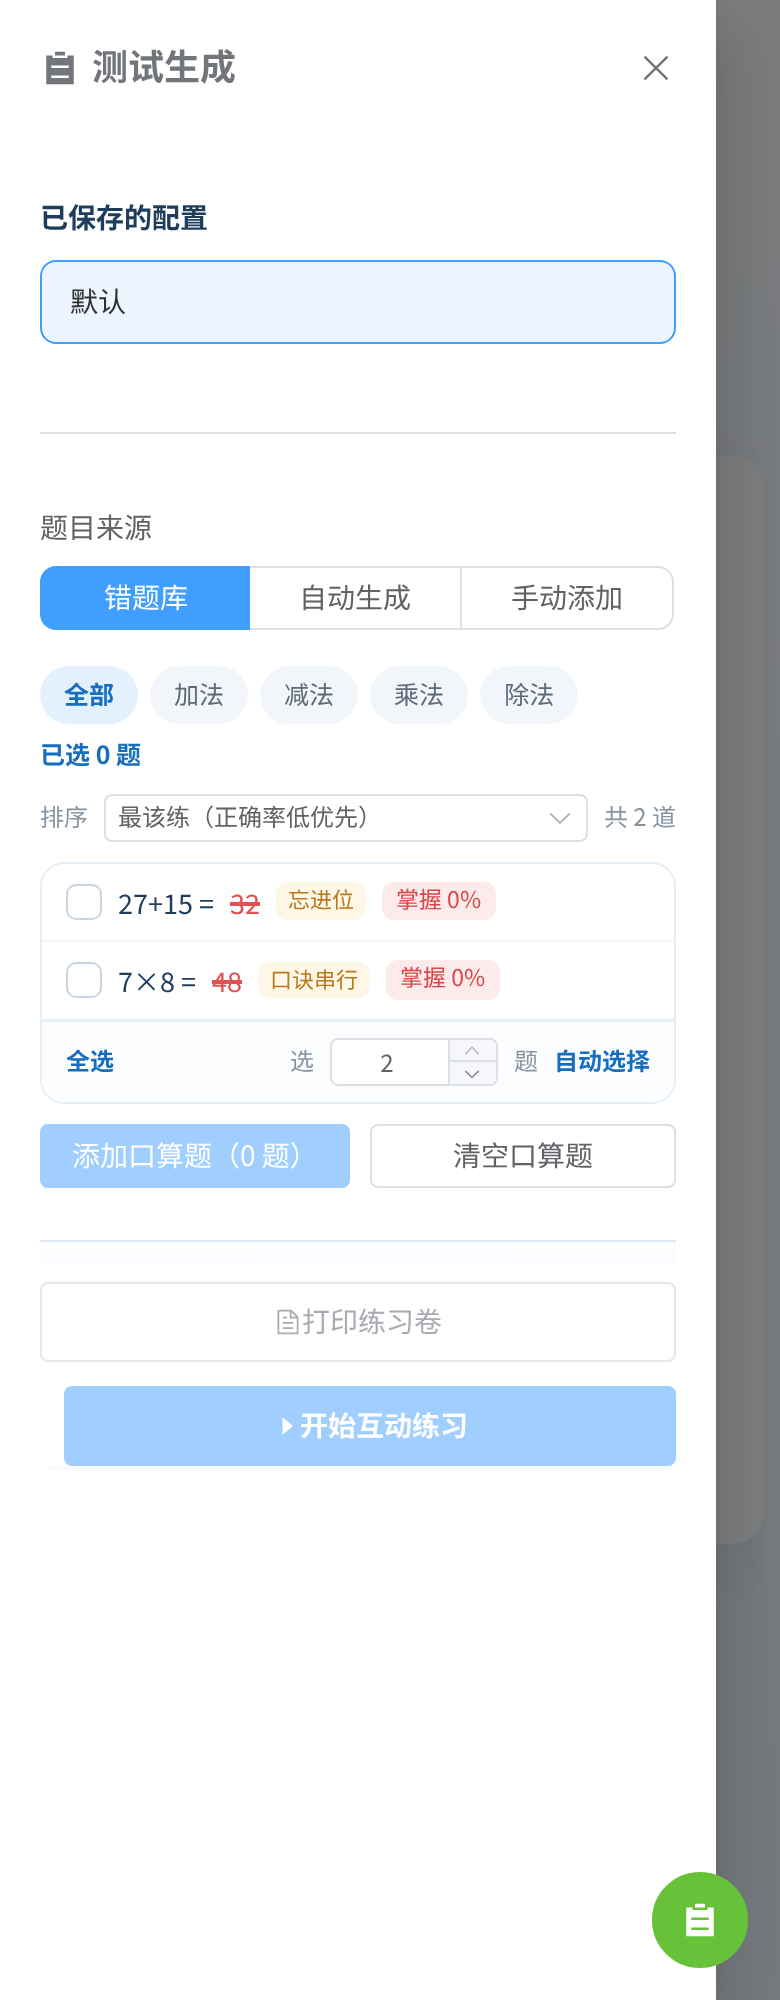 测试生成
已保存的配置
默认
题目来源
错题库 自动生成 手动添加
全部 加法 减法 乘法 除法
已选 0 题
排序 最该练（正确率低优先） 共 2 道
27+15 = 32 忘进位 掌握 0%
7×8 = 48 口诀串行 掌握 0%
全选 选 2 题 自动选择
添加口算题（0 题） 清空口算题
打印练习卷
开始互动练习